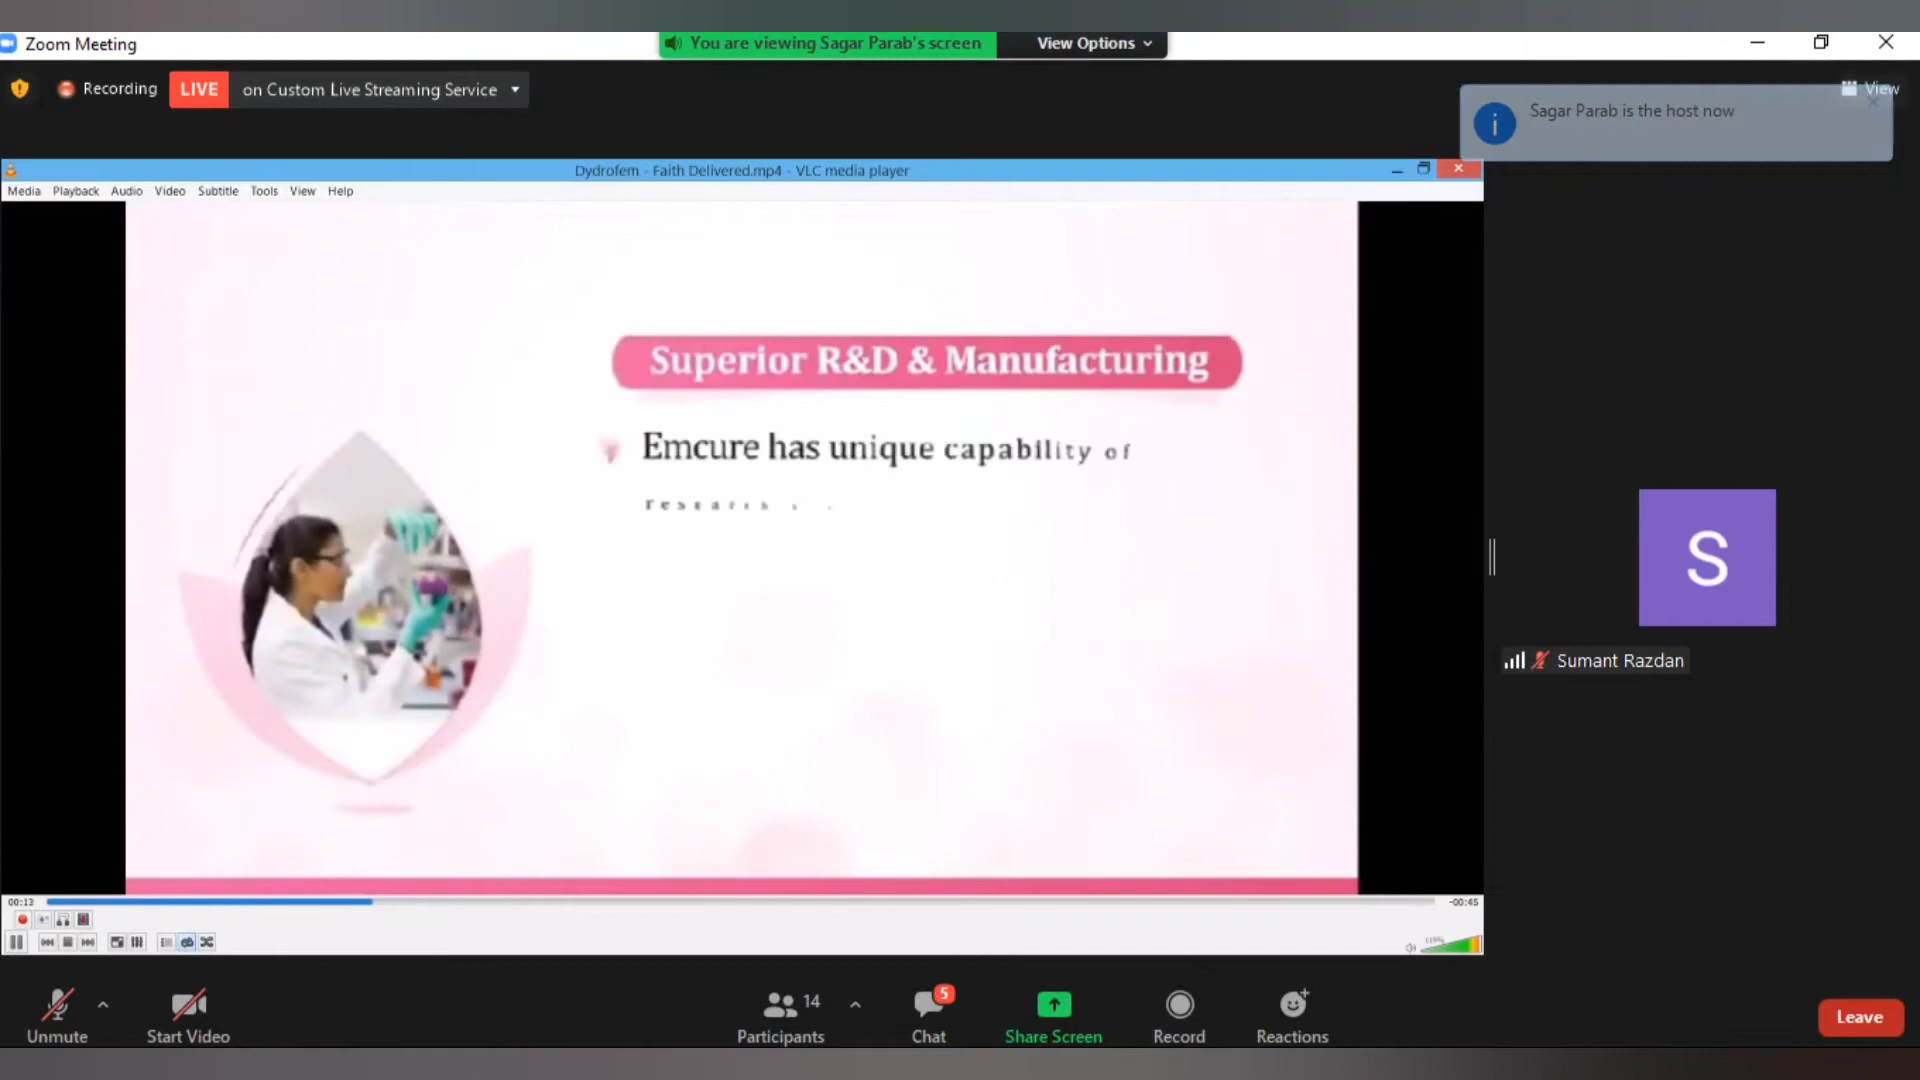 Zoom Meeting
You are viewing Sagar Parab's screen
View Options
Recording
LIVE
on Custom Live Streaming Service
View
Sagar Parab is the host now
Dydrofem - Faith Delivered.mp4 - VLC media player
Media Playback Audio Video Subtitle Tools View Help
Superior R&D & Manufacturing
Emcure has unique capability of
S
Sumant Razdan
00:13
-00:45
Unmute
Start Video
14
Participants
5
Chat
Share Screen
Record
Reactions
Leave